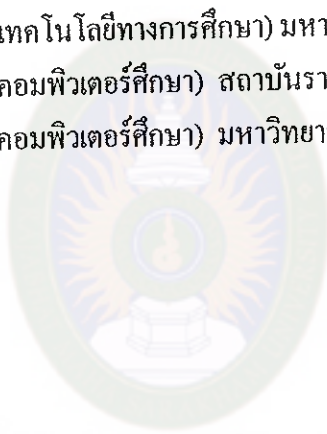 เทคโนโลยีทางการศึกษา) มหา
คอมพิวเตอร์ศึกษา) สถาบันรา
คอมพิวเตอร์ศึกษา) มหาวิทยา